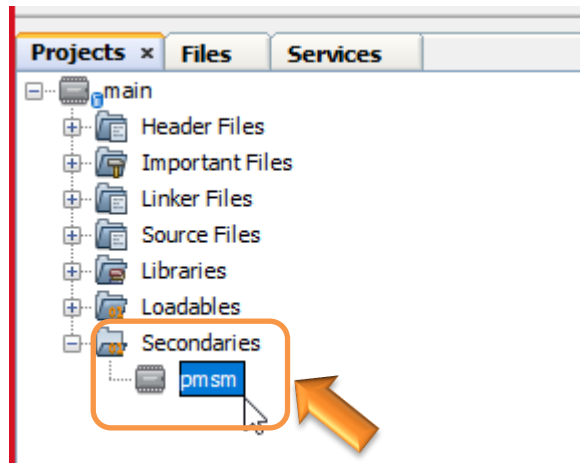 Projects × Files Services
main
Header Files
Important Files
Linker Files
Source Files
Libraries
Loadables
Secondaries
pmsm